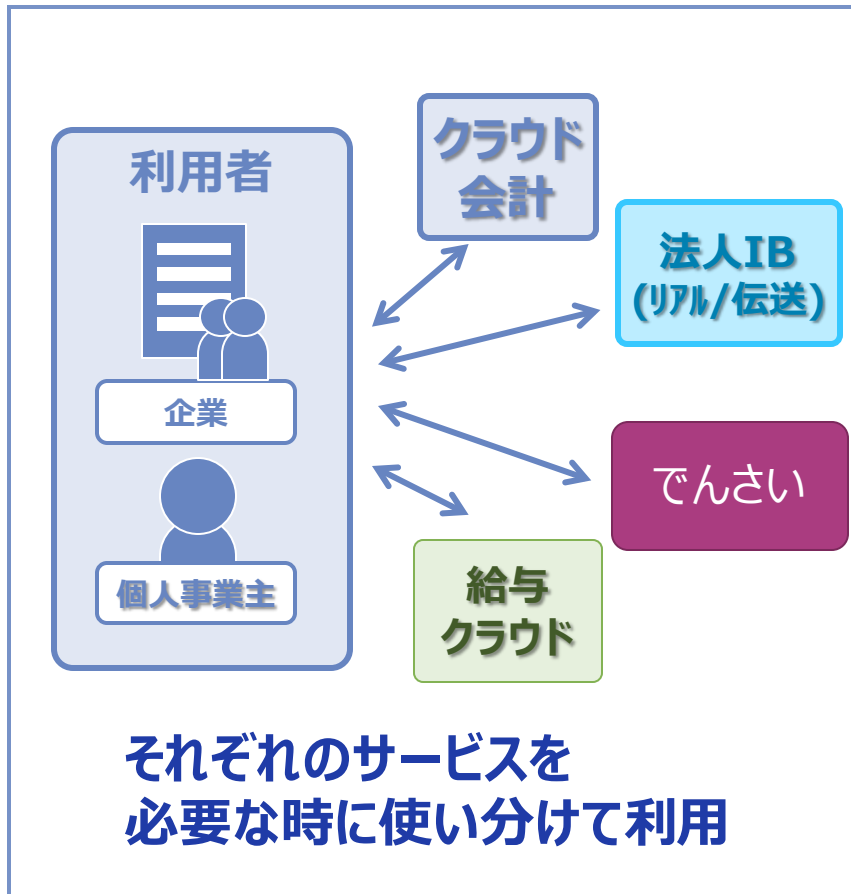 利用者
企業
個人事業主
クラウド
会計
法人IB
(ﾘｱﾙ/伝送)
でんさい
給与
クラウド
それぞれのサービスを
必要な時に使い分けて利用